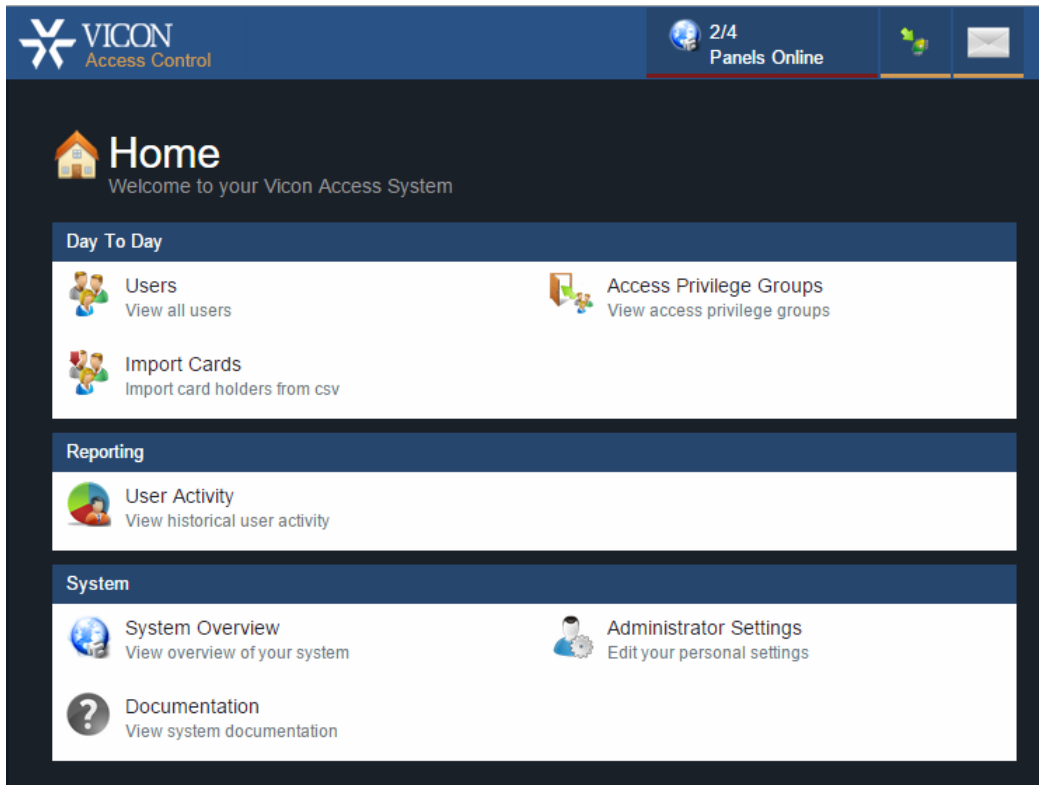 VICON
Access Control
2/4
Panels Online
Home
Welcome to your Vicon Access System
Day To Day
Users
View all users
Access Privilege Groups
View access privilege groups
Import Cards
Import card holders from csv
Reporting
User Activity
View historical user activity
System
System Overview
View overview of your system
Administrator Settings
Edit your personal settings
?
Documentation
View system documentation